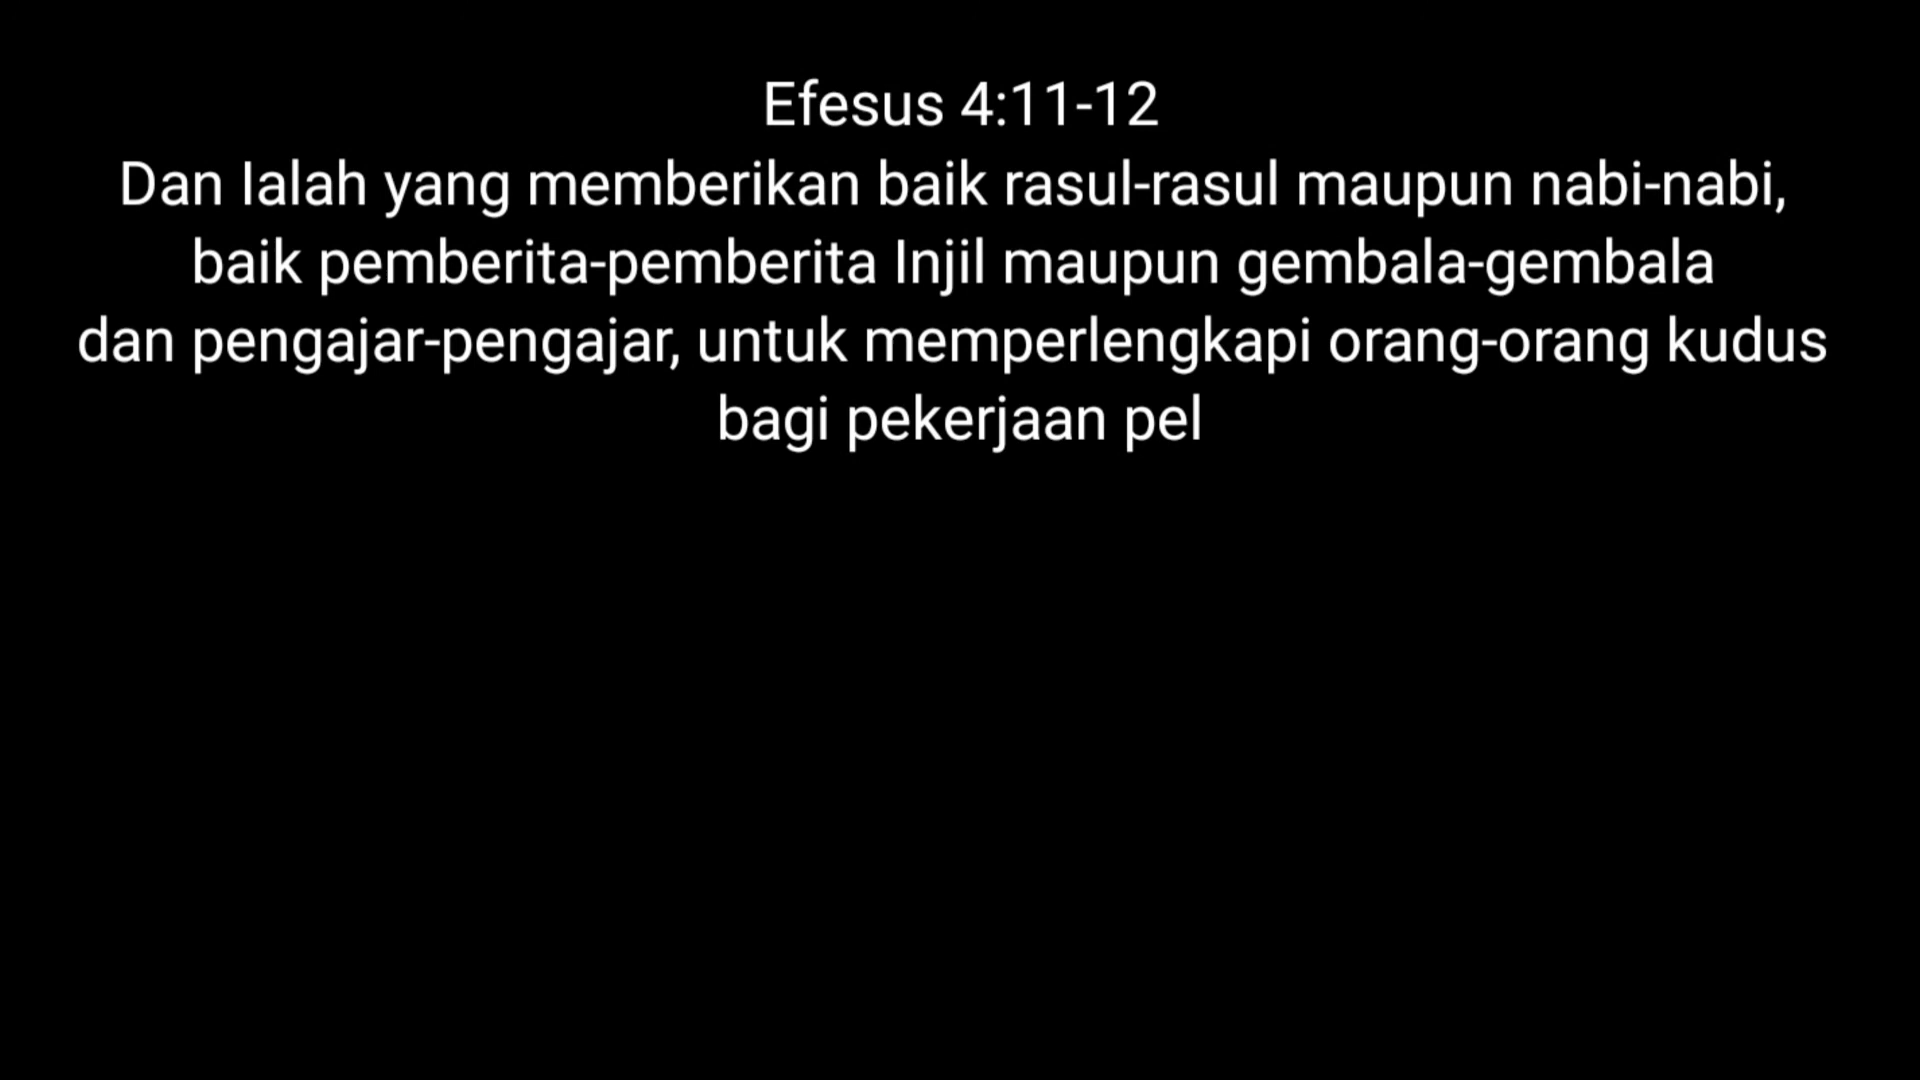 Efesus 4:11-12
Dan Ialah yang memberikan baik rasul-rasul maupun nabi-nabi,
baik pemberita-pemberita Injil maupun gembala-gembala
dan pengajar-pengajar, untuk memperlengkapi orang-orang kudus
bagi pekerjaan pel